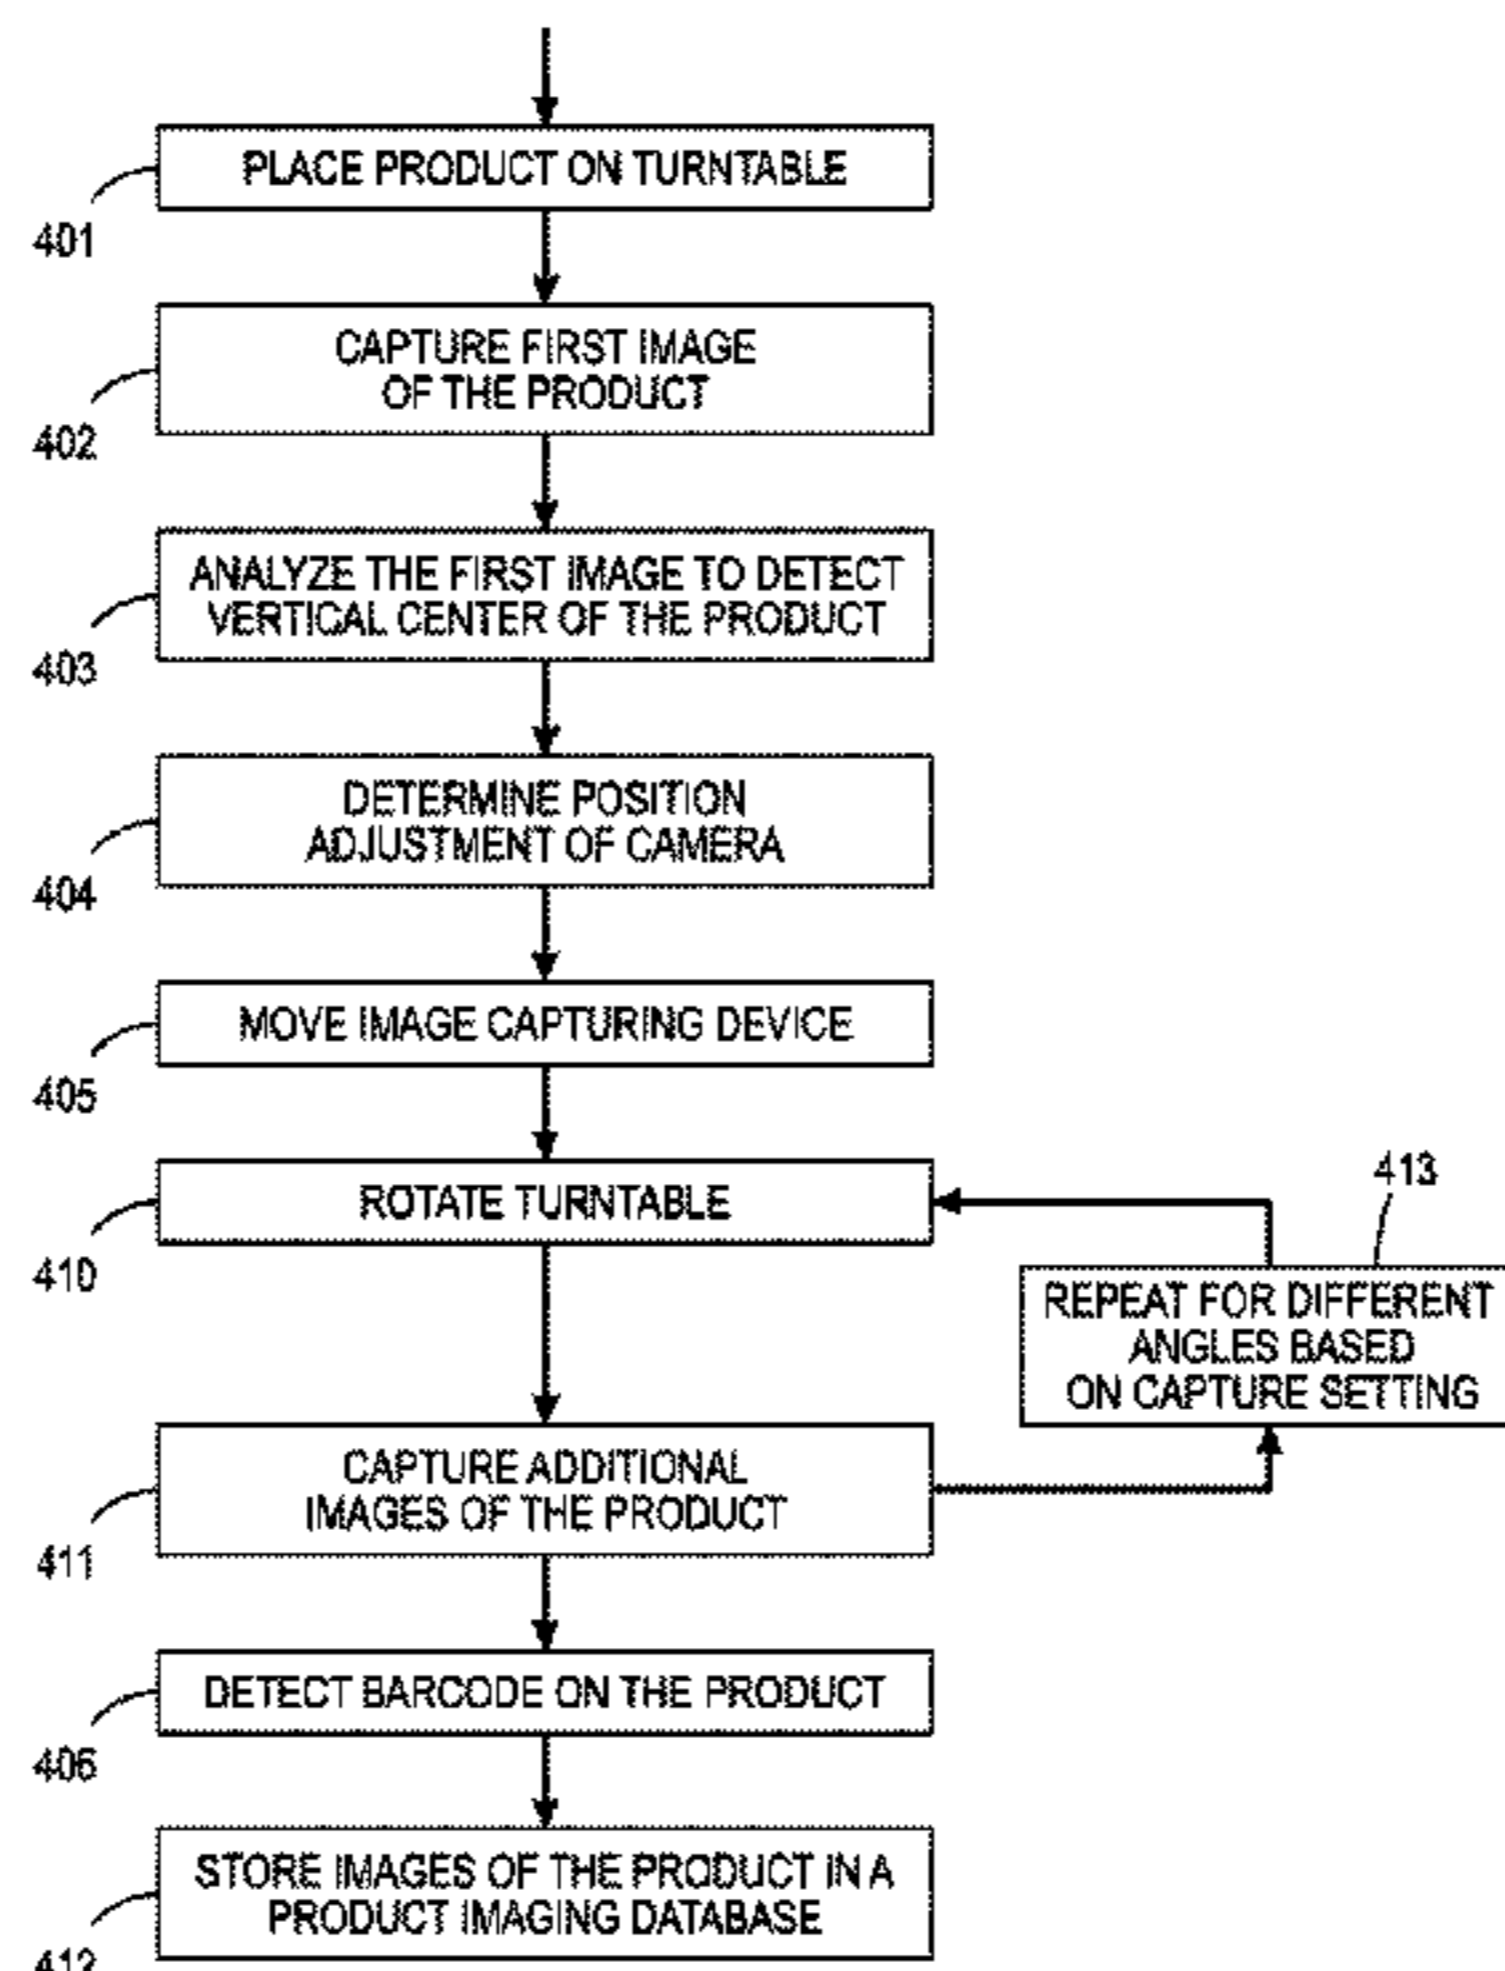 PLACE PRODUCT ON TURNTABLE
401
CAPTURE FIRST IMAGE
OF THE PRODUCT
402
ANALYZE THE FIRST IMAGE TO DETECT
VERTICAL CENTER OF THE PRODUCT
403
DETERMINE POSITION
ADJUSTMENT OF CAMERA
404
MOVE IMAGE CAPTURING DEVICE
405
ROTATE TURNTABLE
410
413
REPEAT FOR DIFFERENT
ANGLES BASED
ON CAPTURE SETTING
CAPTURE ADDITIONAL
IMAGES OF THE PRODUCT
411
DETECT BARCODE ON THE PRODUCT
406
STORE IMAGES OF THE PRODUCT IN A
PRODUCT IMAGING DATABASE
412